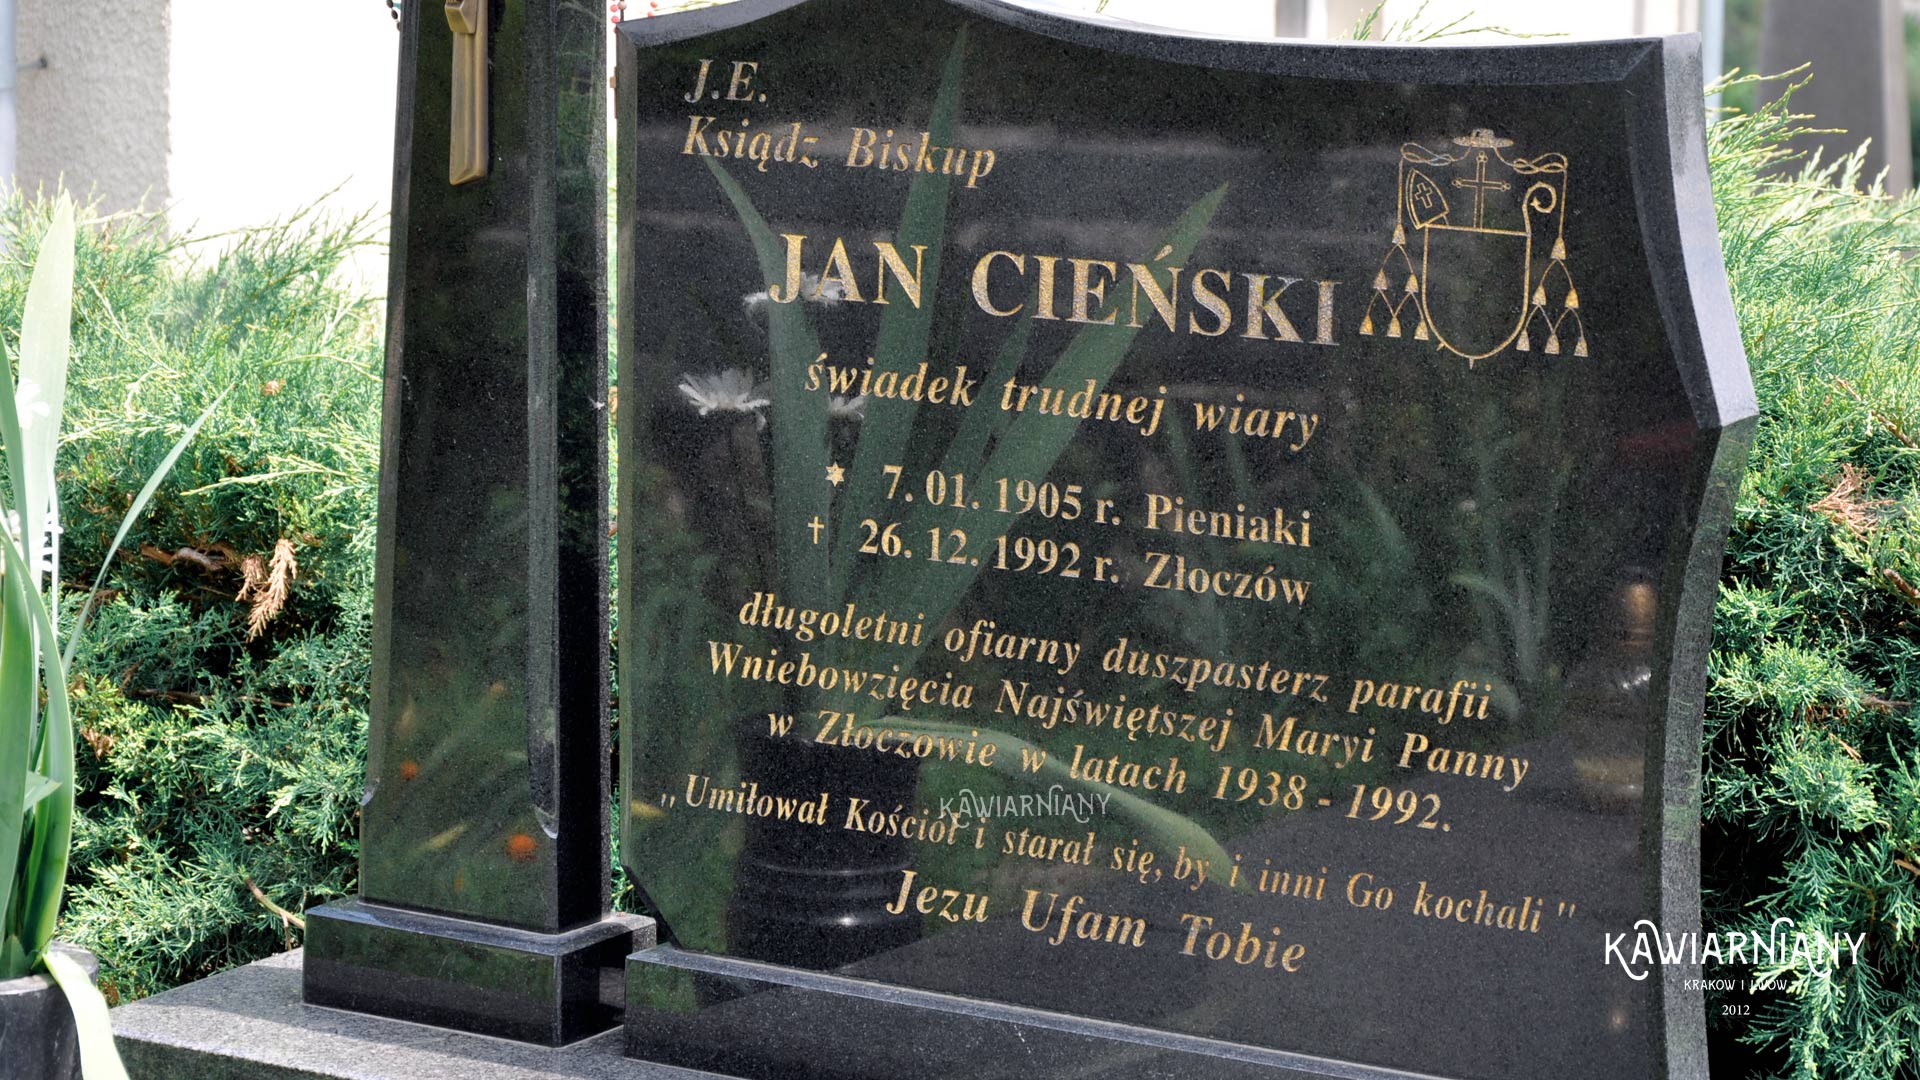 J.E.
Ksiądz Biskup
JAN CIEŃSKI
świadek trudnej wiary
7. 01. 1905 r. Pieniaki
† 26. 12. 1992 r. Złoczów
długoletni ofiarny duszpasterz parafii
Wniebowzięcia Najświętszej Maryi Panny
w Złoczowie w latach 1938 - 1992.
"Umiłował Kościół i starał się, by i inni Go kochali"
Jezu Ufam Tobie
KAWIARNIANY
KAWIARNIANY
KRAKÓW I LWÓW
2012